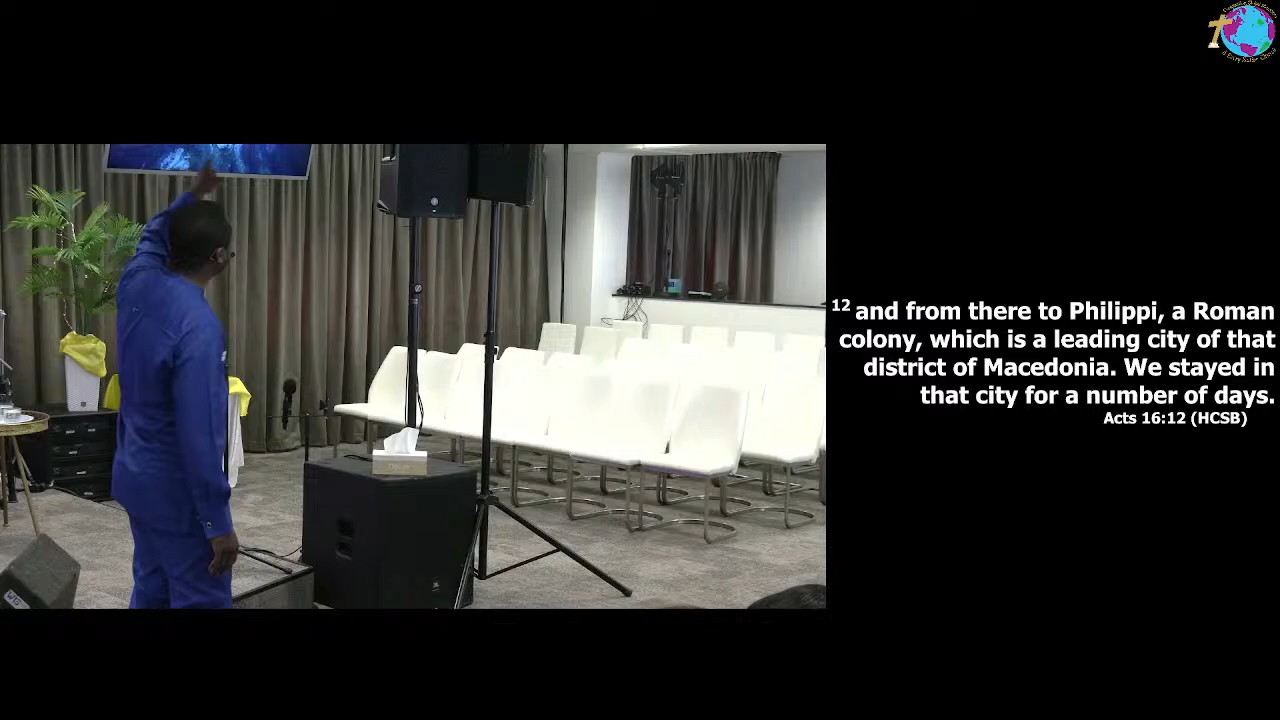 12 and from there to Philippi, a Roman
colony, which is a leading city of that
district of Macedonia. We stayed in
that city for a number of days.
Acts 16:12 (HCSB)